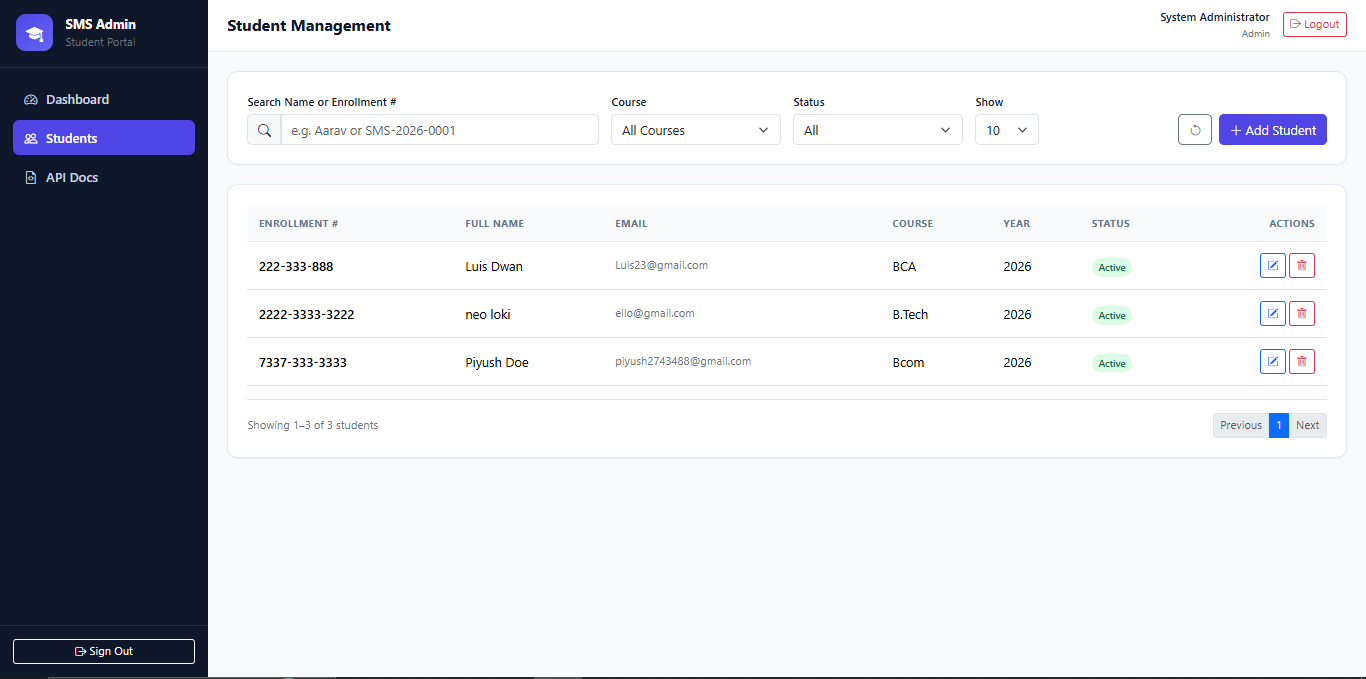 SMS Admin
Student Portal
Dashboard
Students
API Docs
Sign Out
Student Management
System Administrator
Admin
Logout
Search Name or Enrollment #
e.g. Aarav or SMS-2026-0001
Course
All Courses
Status
All
Show
10
+ Add Student
ENROLLMENT # FULL NAME EMAIL COURSE YEAR STATUS ACTIONS
222-333-888 Luis Dwan Luis23@gmail.com BCA 2026 Active
2222-3333-3222 neo loki ello@gmail.com B.Tech 2026 Active
7337-333-3333 Piyush Doe piyush2743488@gmail.com Bcom 2026 Active
Showing 1–3 of 3 students
Previous 1 Next